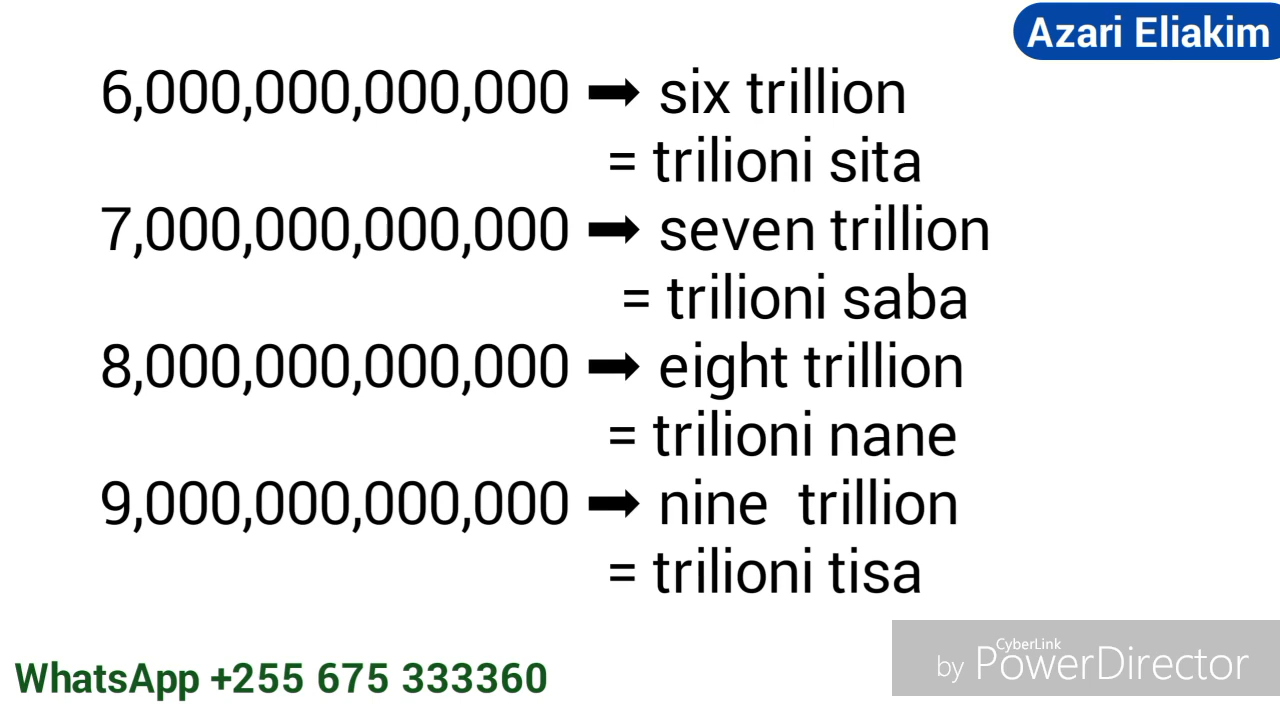 Azari Eliakim
6,000,000,000,000 ➡ six trillion
= trilioni sita
7,000,000,000,000 ➡ seven trillion
= trilioni saba
8,000,000,000,000 ➡ eight trillion
= trilioni nane
9,000,000,000,000 ➡ nine  trillion
= trilioni tisa
WhatsApp +255 675 333360
CyberLink
by PowerDirector